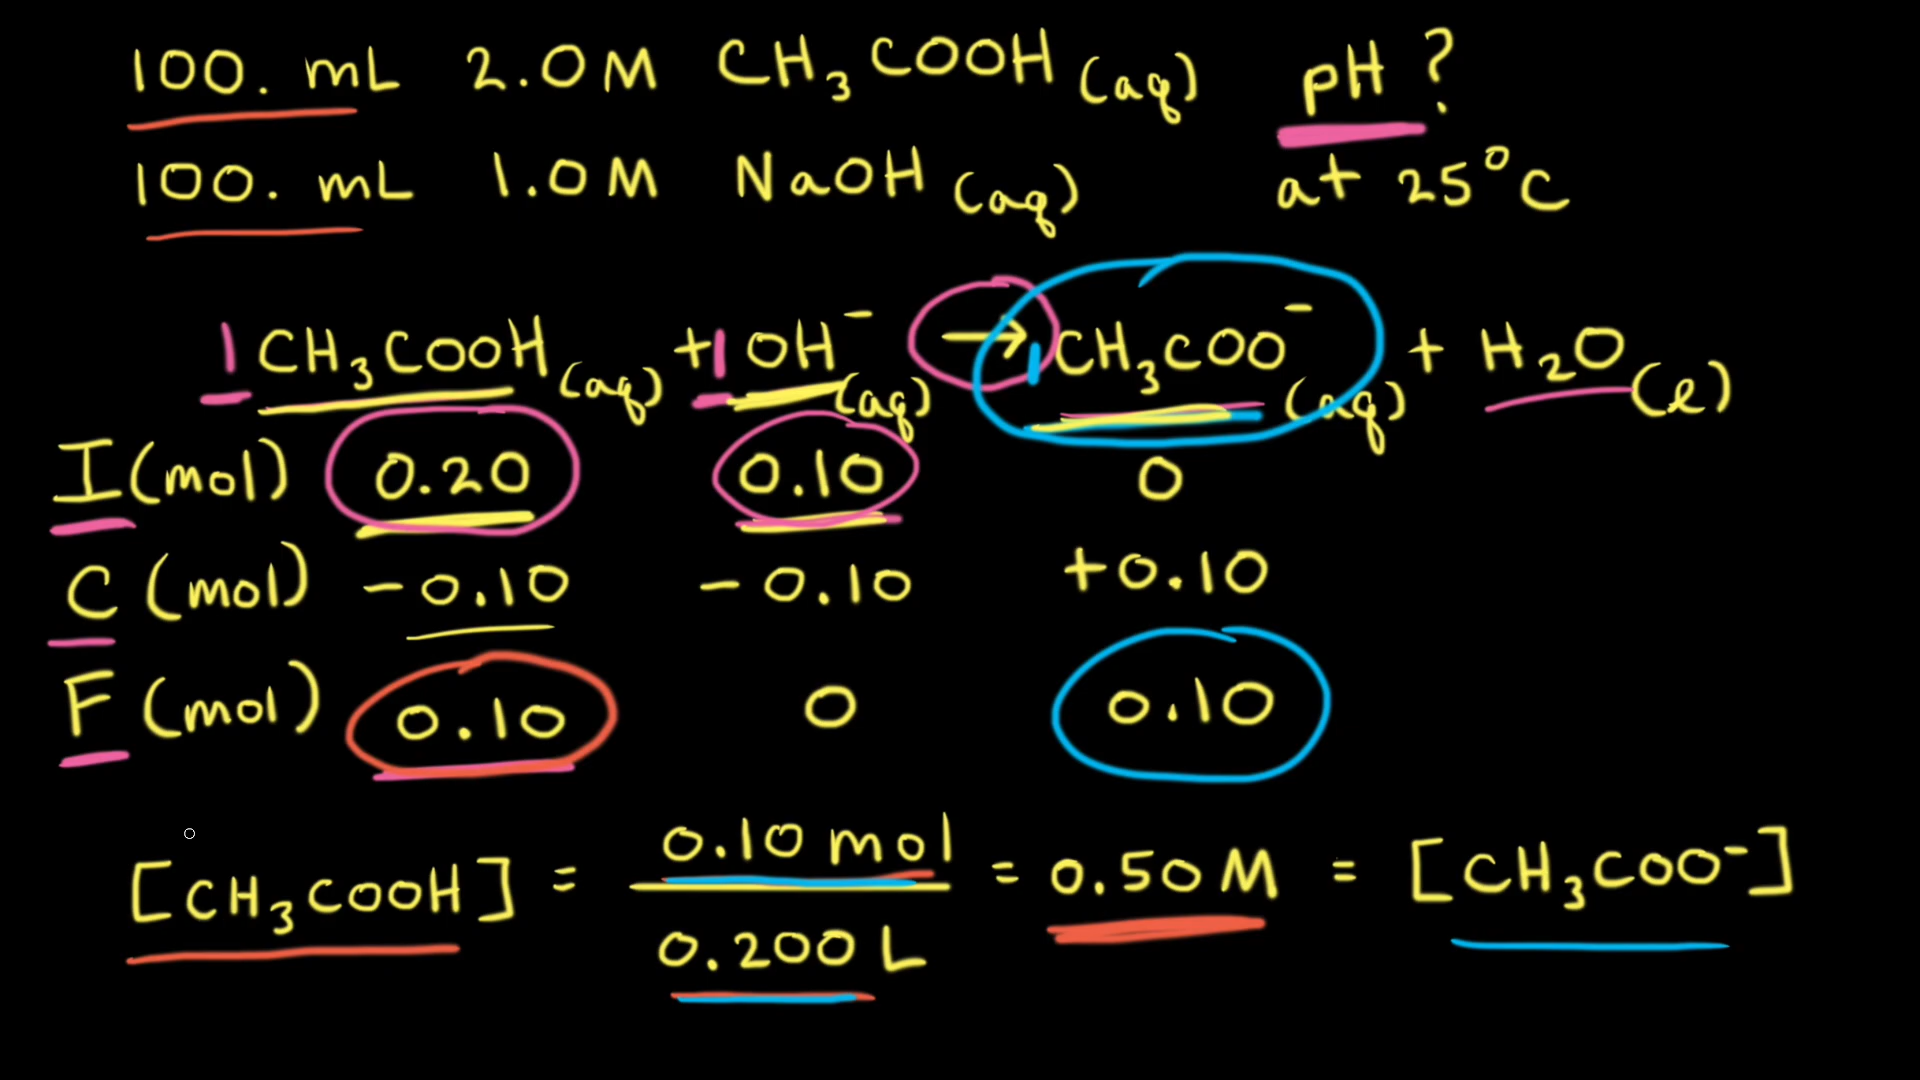 100. mL 2.0 M CH₃COOH (aq) pH?
100. mL 1.0 M NaOH (aq) at 25°C
1 CH₃COOH (aq) + 1 OH⁻ (aq) → 1 CH₃COO⁻ (aq) + H₂O (l)
I (mol) 0.20 0.10 0
C (mol) -0.10 -0.10 +0.10
F (mol) 0.10 0 0.10
[CH₃COOH] = 0.10 mol / 0.200 L = 0.50 M = [CH₃COO⁻]